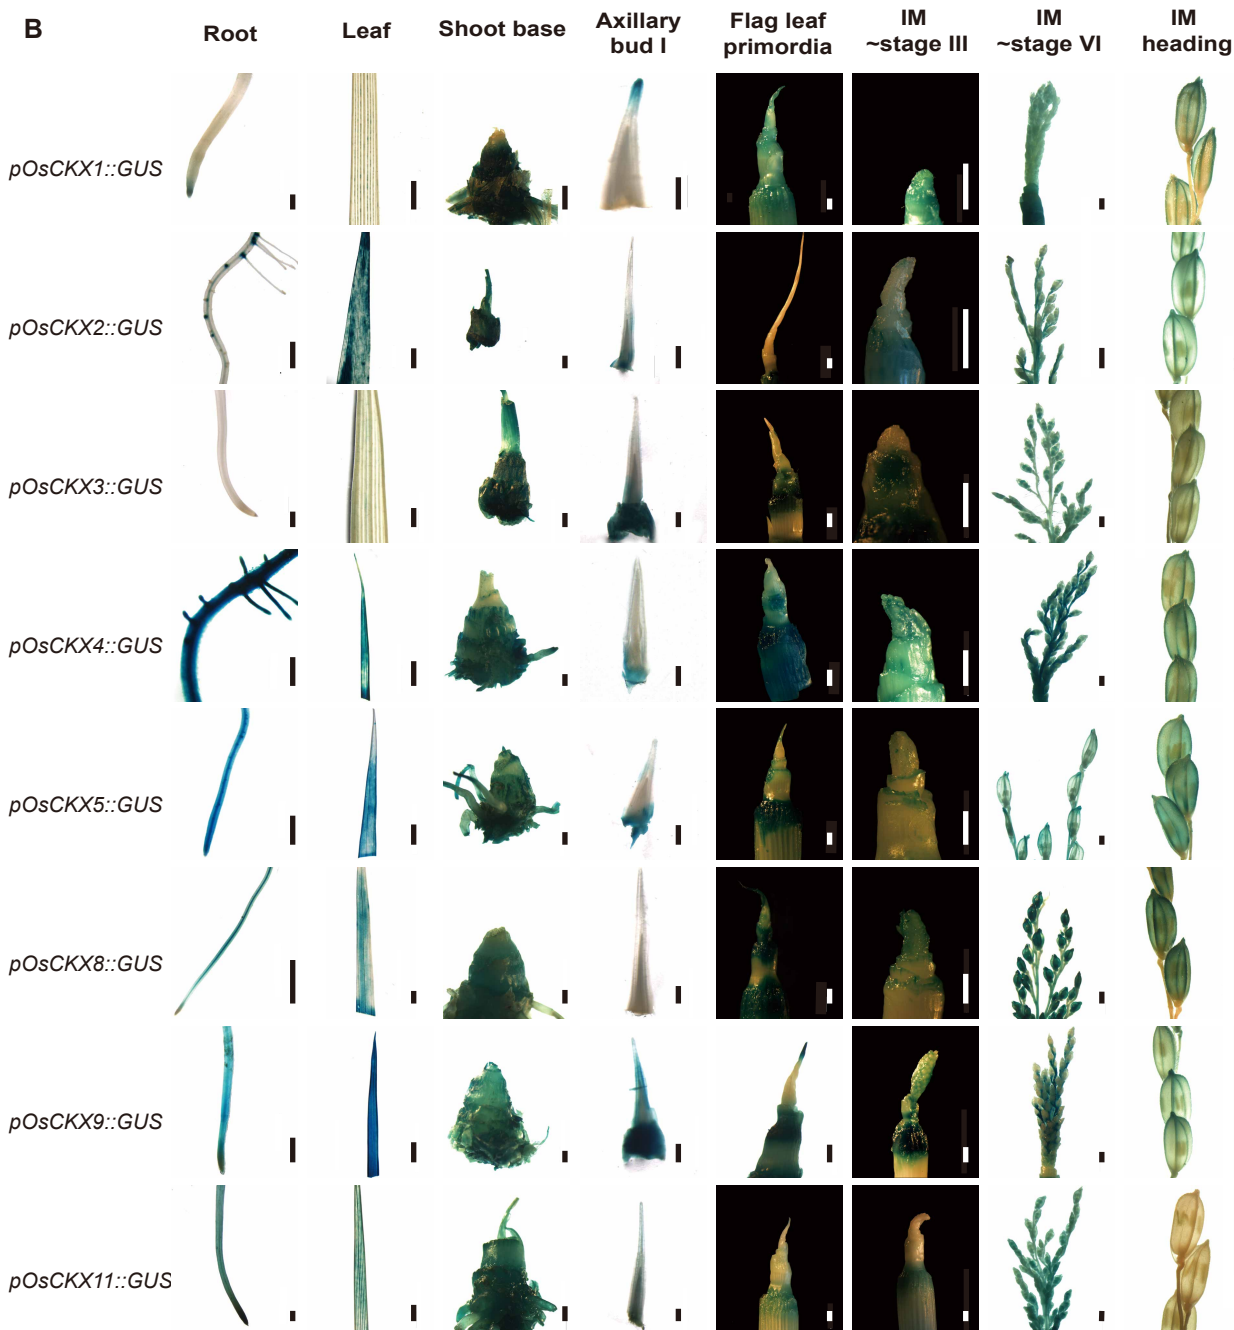 B
Root
Leaf
Shoot base
Axillary
bud I
Flag leaf
primordia
IM
~stage III
IM
~stage VI
IM
heading
pOsCKX1::GUS
pOsCKX2::GUS
pOsCKX3::GUS
pOsCKX4::GUS
pOsCKX5::GUS
pOsCKX8::GUS
pOsCKX9::GUS
pOsCKX11::GUS